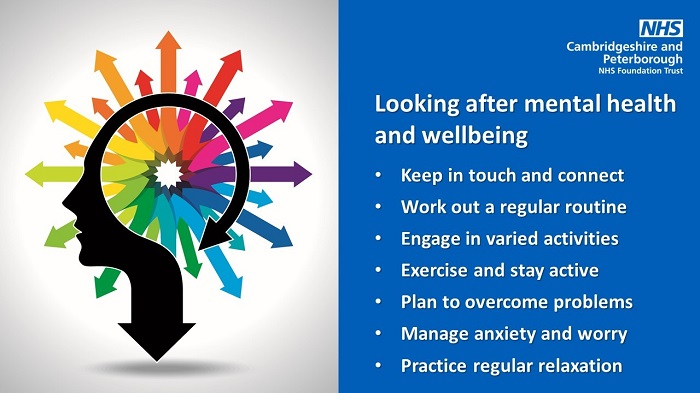 NHS
Cambridgeshire and
Peterborough
NHS Foundation Trust
Looking after mental health
and wellbeing
• Keep in touch and connect
• Work out a regular routine
• Engage in varied activities
• Exercise and stay active
• Plan to overcome problems
• Manage anxiety and worry
• Practice regular relaxation